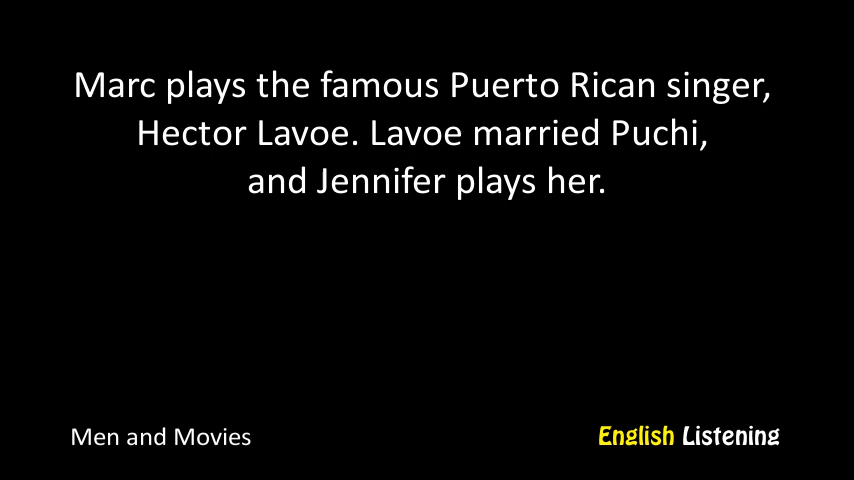 Marc plays the famous Puerto Rican singer,
Hector Lavoe. Lavoe married Puchi,
and Jennifer plays her.
Men and Movies
English Listening